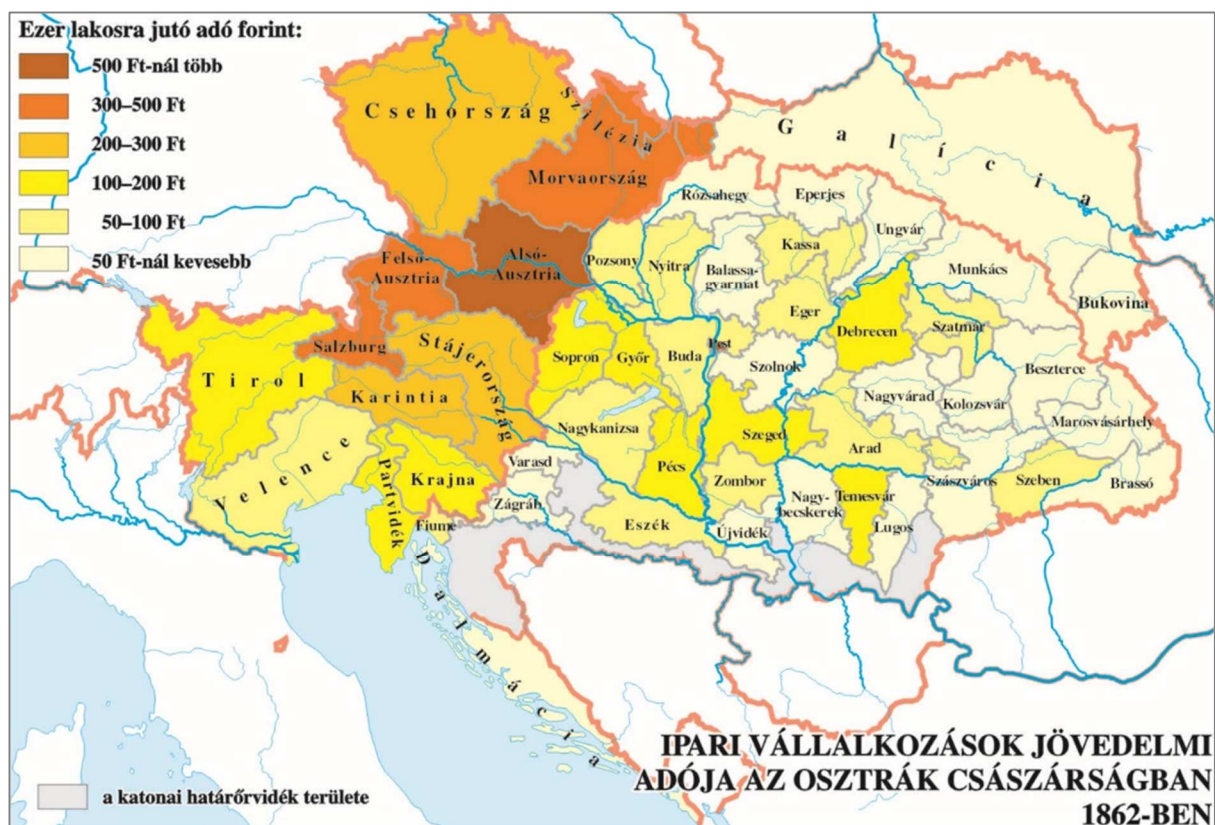 Ezer lakosra jutó adó forint:
500 Ft-nál több
300–500 Ft
200–300 Ft
100–200 Ft
50–100 Ft
50 Ft-nál kevesebb
Csehország
Szilézia
Morvaország
Galícia
Felső-
Ausztria
Alsó-
Ausztria
Rózsahegy
Eperjes
Ungvár
Pozsony
Nyitra
Balassa-
gyarmat
Kassa
Munkács
Bukovina
Salzburg
Stájerország
Tirol
Karintia
Sopron
Győr
Buda
Pest
Eger
Szolnok
Debrecen
Szatmár
Beszterce
Nagyvárad
Kolozsvár
Marosvásárhely
Nagykanizsa
Pécs
Szeged
Arad
Szászváros
Szeben
Brassó
Velence
Partvidék
Krajna
Varasd
Zágráb
Fiume
Eszék
Zombor
Újvidék
Nagy-
becskerek
Temesvár
Lugos
Dalmácia
a katonai határőrvidék területe
IPARI VÁLLALKOZÁSOK JÖVEDELMI
ADÓJA AZ OSZTRÁK CSÁSZÁRSÁGBAN
1862-BEN